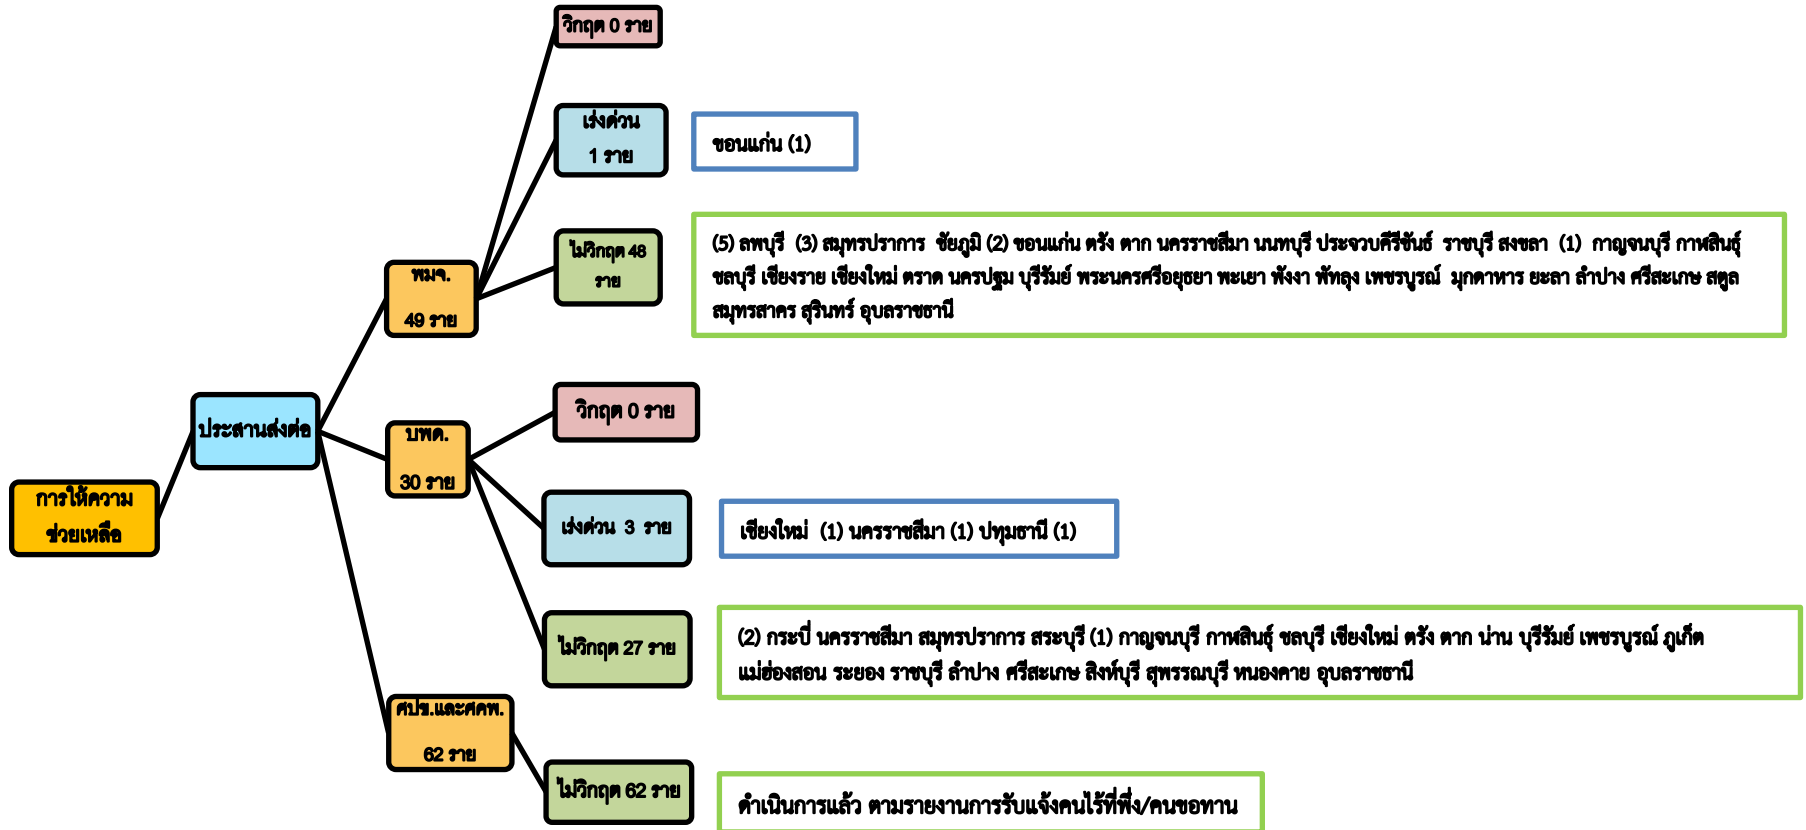 วิกฤต 0 ราย
เร่งด่วน
1 ราย
ขอนแก่น (1)
ไม่วิกฤต 48
ราย
(5) ลพบุรี (3) สมุทรปราการ ชัยภูมิ (2) ขอนแก่น ตรัง ตาก นครราชสีมา นนทบุรี ประจวบคีรีขันธ์ ราชบุรี สงขลา (1) กาญจนบุรี กาฬสินธุ์
ชลบุรี เชียงราย เชียงใหม่ ตราด นครปฐม บุรีรัมย์ พระนครศรีอยุธยา พะเยา พังงา พัทลุง เพชรบูรณ์ มุกดาหาร ยะลา ลำปาง ศรีสะเกษ สตูล
สมุทรสาคร สุรินทร์ อุบลราชธานี
พมจ.
49 ราย
วิกฤต 0 ราย
ประสานส่งต่อ
บพด.
30 ราย
การให้ความ
ช่วยเหลือ
เร่งด่วน 3 ราย
เชียงใหม่ (1) นครราชสีมา (1) ปทุมธานี (1)
ไม่วิกฤต 27 ราย
(2) กระบี่ นครราชสีมา สมุทรปราการ สระบุรี (1) กาญจนบุรี กาฬสินธุ์ ชลบุรี เชียงใหม่ ตรัง ตาก น่าน บุรีรัมย์ เพชรบูรณ์ ภูเก็ต
แม่ฮ่องสอน ระยอง ราชบุรี ลำปาง ศรีสะเกษ สิงห์บุรี สุพรรณบุรี หนองคาย อุบลราชธานี
ศปข.และศคพ.
62 ราย
ไม่วิกฤต 62 ราย
ดำเนินการแล้ว ตามรายงานการรับแจ้งคนไร้ที่พึ่ง/คนขอทาน